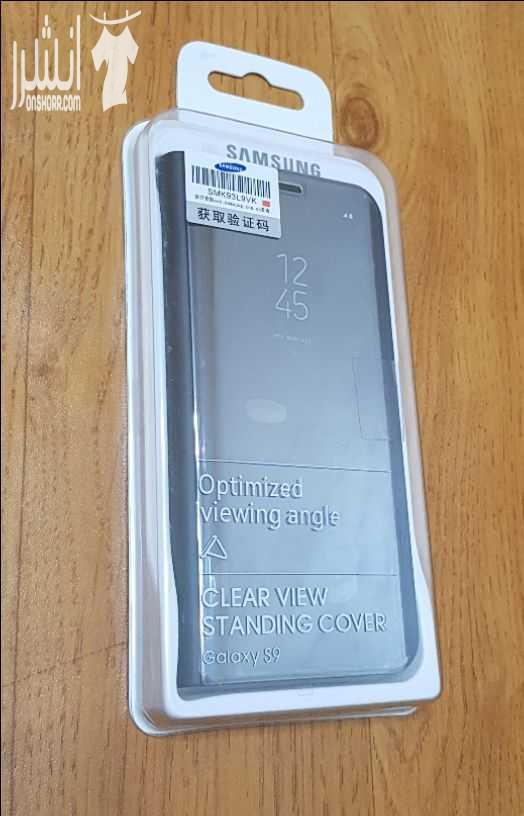 انشر
ONSHORR.COM
SAMSUNG
SAMSUNG
SMK93L9VK
获取验证码
12
45
Optimized
viewing angle
CLEAR VIEW
STANDING COVER
Galaxy S9